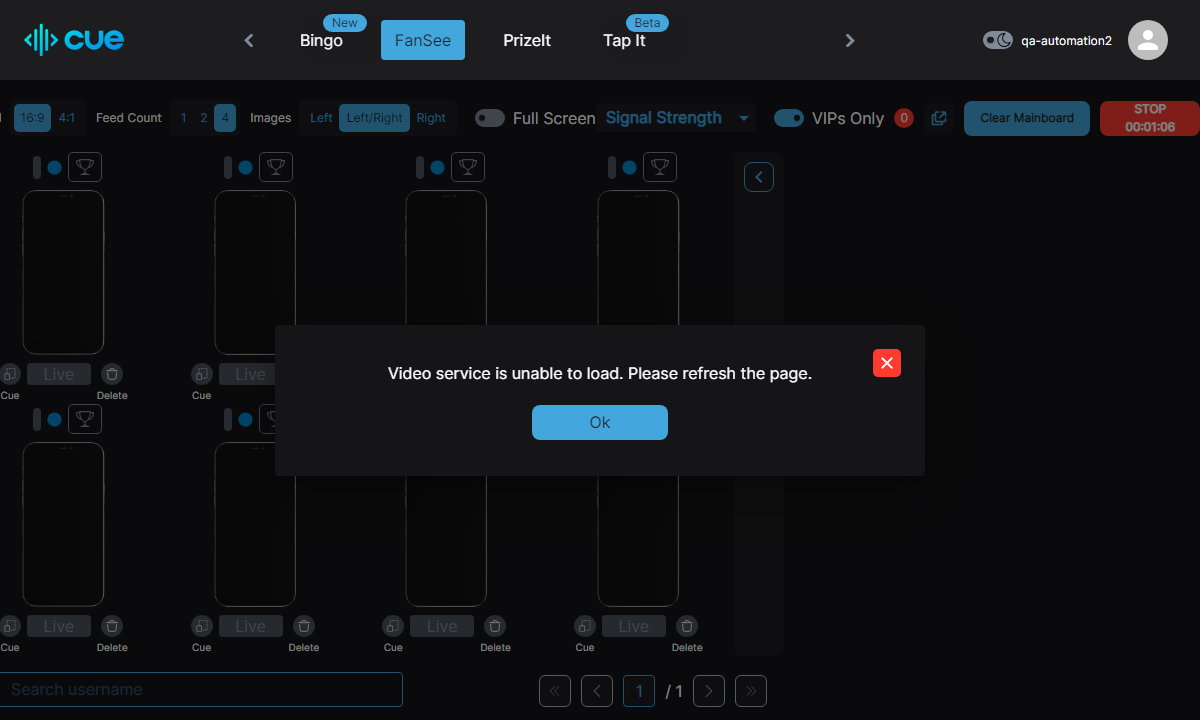 cue
Bingo
New
FanSee
PrizeIt
Tap It
Beta
qa-automation2
16:9
4:1
Feed Count
1
2
4
Images
Left
Left/Right
Right
Full Screen
Signal Strength
VIPs Only
0
Clear Mainboard
STOP
00:01:06
Live
Live
Cue
Delete
Cue
Video service is unable to load. Please refresh the page.
Ok
Live
Live
Live
Live
Cue
Delete
Cue
Delete
Cue
Delete
Cue
Delete
Search username
1
/ 1